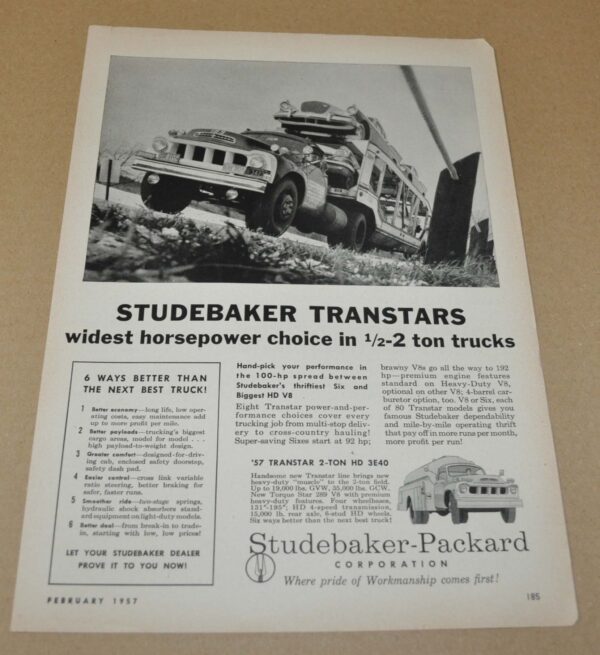 STUDEBAKER TRANSTARS
widest horsepower choice in 1/2-2 ton trucks
6 WAYS BETTER THAN
THE NEXT BEST TRUCK!
1 Better economy—long life, low oper-
ating costs, easy maintenance add
up to more profit per mile.
2 Better payloads—trucking's biggest
cargo areas, model for model . . .
high payload-to-weight design.
3 Greater comfort—designed-for-driv-
ing cab, enclosed safety doorstep,
safety dash pad.
4 Easier control—cross link variable
ratio steering, better braking for
safer, faster runs.
5 Smoother ride—two-stage springs,
hydraulic shock absorbers stand-
ard equipment on light-duty models.
6 Better deal—from break-in to trade-
in, starting with low, low prices!
LET YOUR STUDEBAKER DEALER
PROVE IT TO YOU NOW!
Hand-pick your performance in
the 100-hp spread between
Studebaker's thriftiest Six and
Biggest HD V8
Eight Transtar power-and-per-
formance choices cover every
trucking job from multi-stop deliv-
ery to cross-country hauling!
Super-saving Sixes start at 92 hp;
brawny V8s go all the way to 192
hp—premium engine features
standard on Heavy-Duty V8,
optional on other V8; 4-barrel car-
buretor option, too. V8 or Six, each
of 80 Transtar models gives you
famous Studebaker dependability
and mile-by-mile operating thrift
that pay off in more runs per month,
more profit per run!
'57 TRANSTAR 2-TON HD 3E40
Handsome new Transtar line brings new
heavy-duty "muscle" to the 2-ton field.
Up to 19,600 lbs. GVW, 35,000 lbs. GCW.
New Torque Star 289 V8 with premium
heavy-duty features. Four wheelbases,
131"-195"; HD 4-speed transmission,
15,000 lb. rear axle, 6-stud HD wheels.
Six ways better than the next best truck!
Studebaker-Packard
CORPORATION
Where pride of Workmanship comes first!
FEBRUARY 1957
185